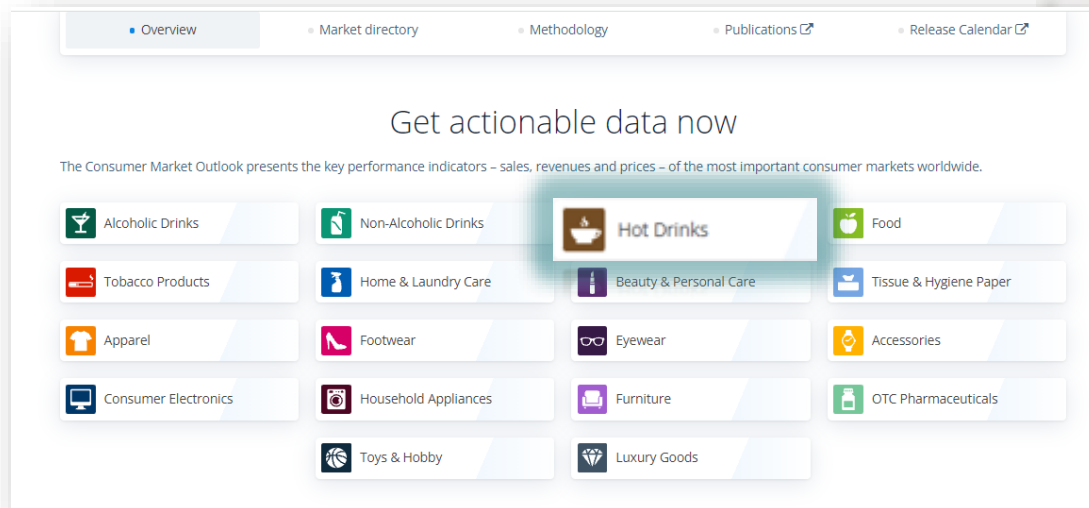 Overview
Market directory
Methodology
Publications
Release Calendar
Get actionable data now
The Consumer Market Outlook presents the key performance indicators – sales, revenues and prices – of the most important consumer markets worldwide.
Alcoholic Drinks
Non-Alcoholic Drinks
Hot Drinks
Food
Tobacco Products
Home & Laundry Care
Beauty & Personal Care
Tissue & Hygiene Paper
Apparel
Footwear
Eyewear
Accessories
Consumer Electronics
Household Appliances
Furniture
OTC Pharmaceuticals
Toys & Hobby
Luxury Goods